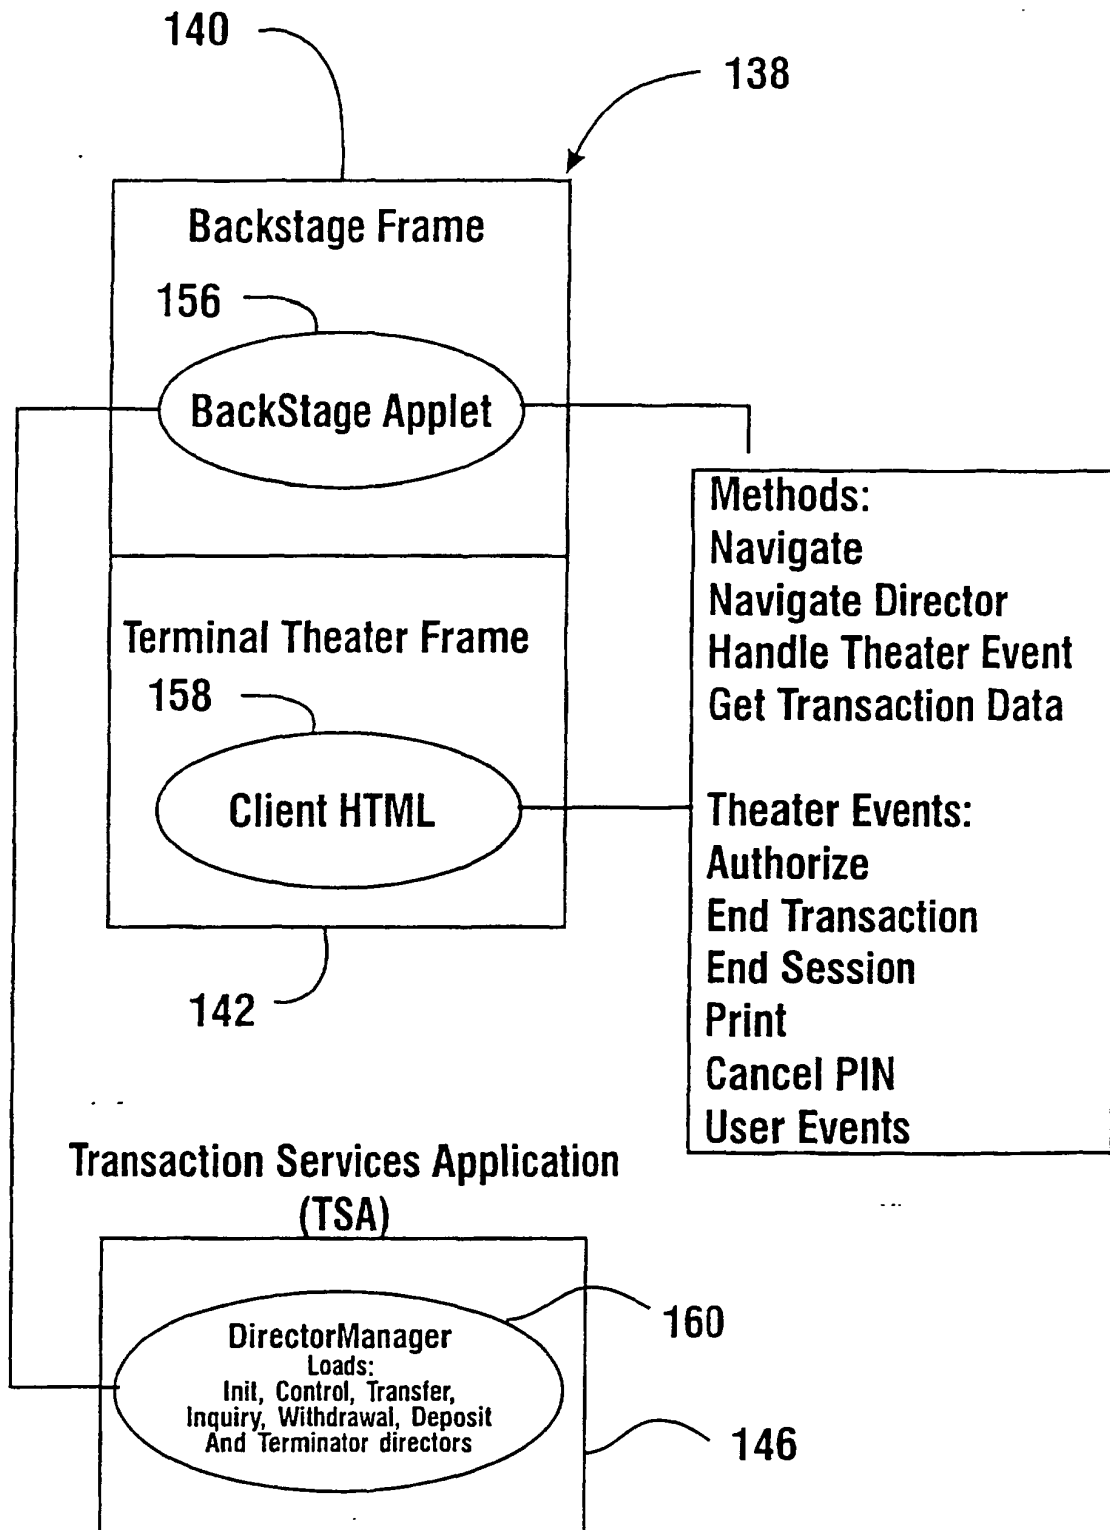 140
138
Backstage Frame
156
BackStage Applet
Methods:
Navigate
Navigate Director
Handle Theater Event
Get Transaction Data
Theater Events:
Authorize
End Transaction
End Session
Print
Cancel PIN
User Events
Terminal Theater Frame
158
Client HTML
142
Transaction Services Application
(TSA)
160
DirectorManager
Loads:
Init, Control, Transfer,
Inquiry, Withdrawal, Deposit
And Terminator directors
146